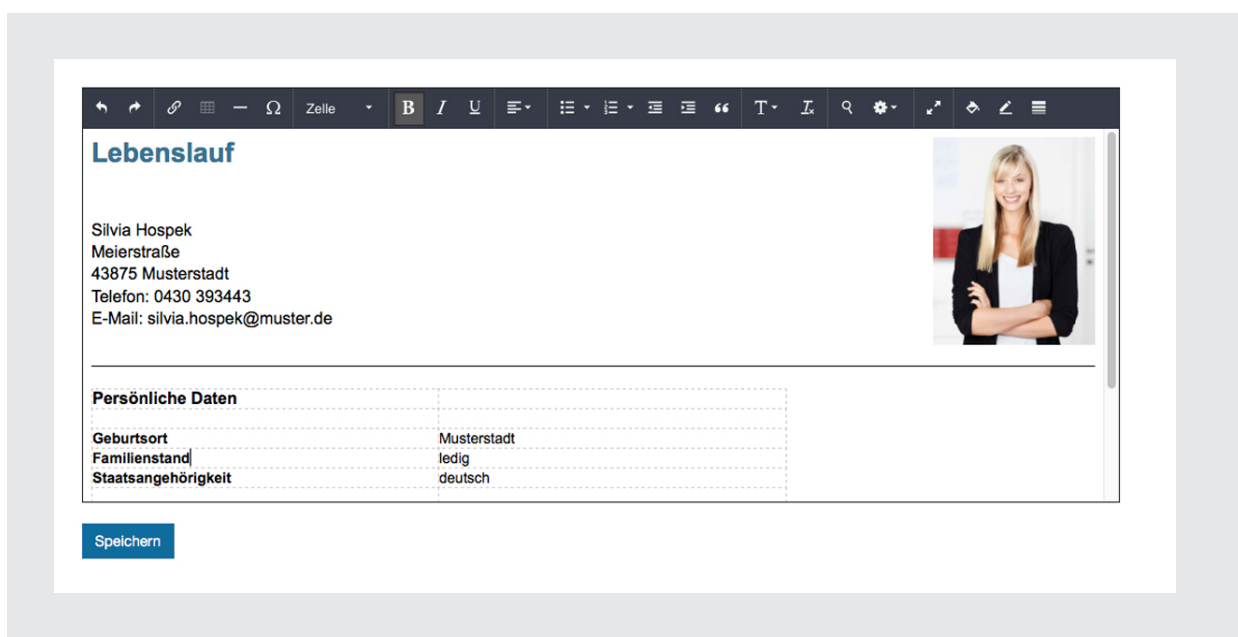 Zelle
Lebenslauf
Silvia Hospek
Meierstraße
43875 Musterstadt
Telefon: 0430 393443
E-Mail: silvia.hospek@muster.de
Persönliche Daten
Geburtsort Musterstadt
Familienstand ledig
Staatsangehörigkeit deutsch
Speichern